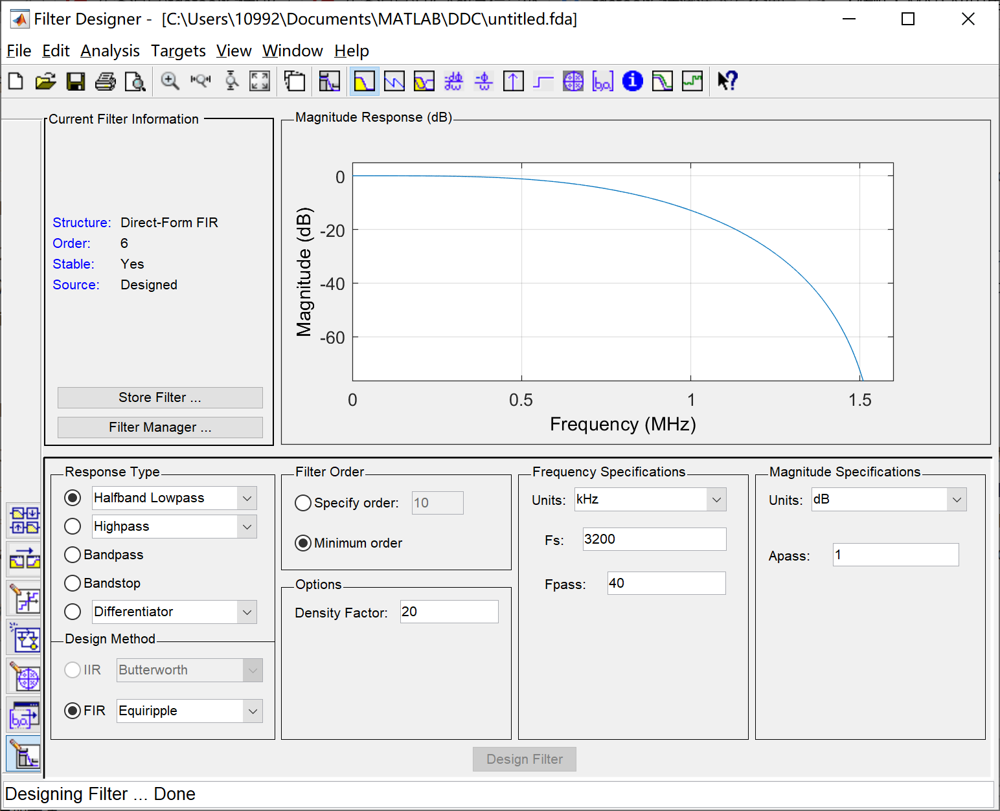 Filter Designer - [C:\Users\10992\Documents\MATLAB\DDC\untitled.fda]
File Edit Analysis Targets View Window Help
Current Filter Information
Structure: Direct-Form FIR
Order: 6
Stable: Yes
Source: Designed
Store Filter ...
Filter Manager ...
Magnitude Response (dB)
Magnitude (dB)
0
-20
-40
-60
0 0.5 1 1.5
Frequency (MHz)
Response Type
Halfband Lowpass
Highpass
Bandpass
Bandstop
Differentiator
Design Method
IIR Butterworth
FIR Equiripple
Filter Order
Specify order: 10
Minimum order
Options
Density Factor: 20
Frequency Specifications
Units: kHz
Fs: 3200
Fpass: 40
Magnitude Specifications
Units: dB
Apass: 1
Design Filter
Designing Filter ... Done